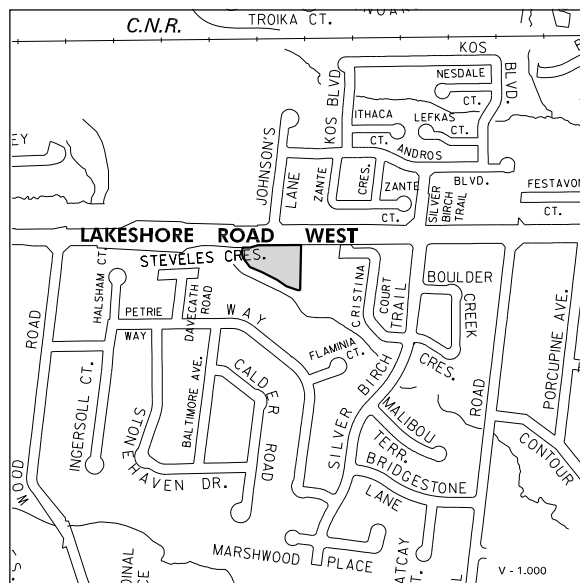 TROIKA CT.
C.N.R.
KOS
BLVD.
NESDALE
CT.
KOS BLVD
ITHACA
CT.
LEFKAS
CT.
ANDROS
BLVD.
JOHNSON'S
LANE
ZANTE
CRES.
ZANTE
CT.
SILVER
BIRCH
TRAIL
FESTAVON
CT.
EY
LAKESHORE ROAD WEST
STEVELES CRES.
HALSHAM CT.
PETRIE
WAY
DAVECATH
ROAD
WAY
CRISTINA
COURT
TRAIL
BOULDER
CREEK
CRES.
ROAD
INGERSOLL CT.
STONEHAVEN DR.
BALTIMORE AVE.
CALDER
ROAD
FLAMINIA
CT.
SILVER BIRCH
MALIBOU
TERR.
BRIDGESTONE
LANE
ROAD
PORCUPINE AVE.
CONTOUR
WOOD
MARSHWOOD PLACE
V - 1.000